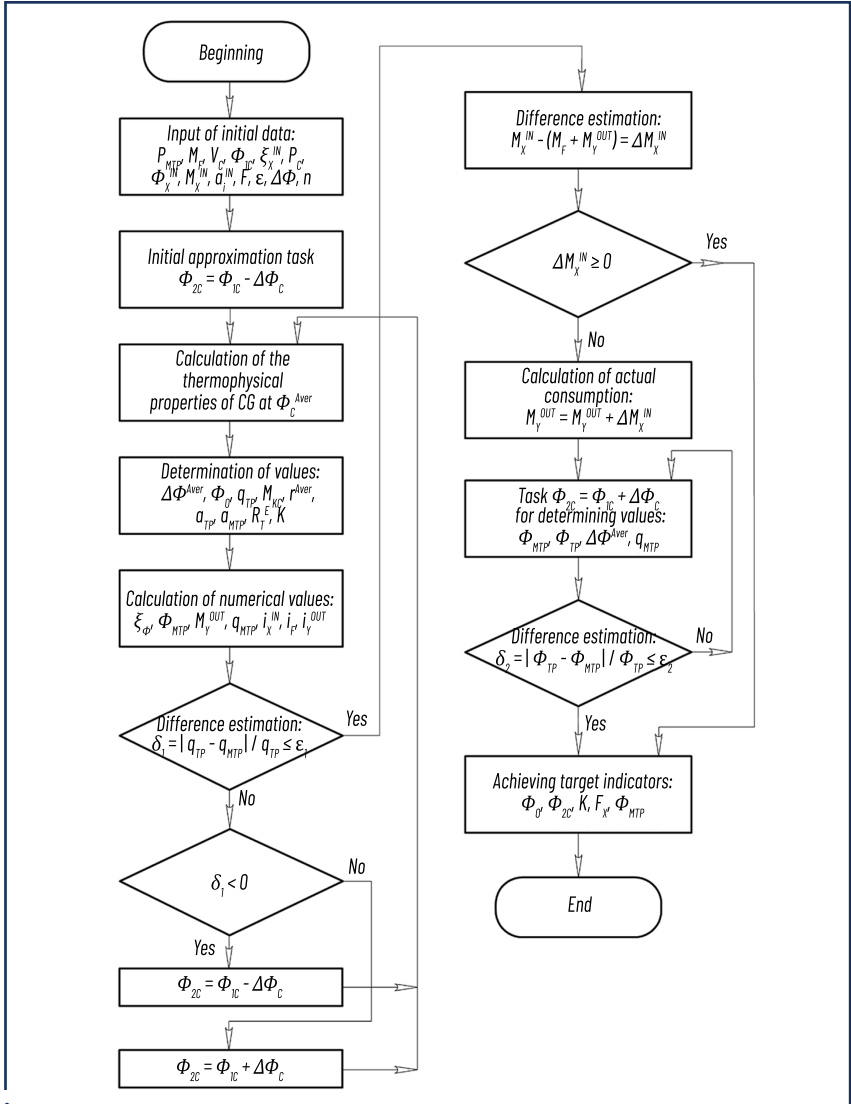 Beginning
Input of initial data:
P_MTP, M_F, V_C, Φ_1C, ξ_X^IN, P_C,
Φ_X^IN, M_X^IN, a_i^IN, F, ε, ΔΦ, n
Initial approximation task
Φ_2C = Φ_1C - ΔΦ_C
Calculation of the
thermophysical
properties of CG at Φ_C^Aver
Determination of values:
ΔΦ^Aver, Φ_0, q_TP, M_KC, r^Aver,
a_TP, a_MTP, R_T^E, K
Calculation of numerical values:
ξ_Φ, Φ_MTP, M_Y^OUT, q_MTP, i_X^IN, i_F, i_Y^OUT
Difference estimation:
δ_1 = | q_TP - q_MTP | / q_TP ≤ ε_1
Yes
No
δ_1 < 0
No
Yes
Φ_2C = Φ_1C - ΔΦ_C
Φ_2C = Φ_1C + ΔΦ_C
Difference estimation:
M_X^IN - (M_F + M_Y^OUT) = ΔM_X^IN
ΔM_X^IN ≥ 0
Yes
No
Calculation of actual
consumption:
M_Y^OUT = M_Y^OUT + ΔM_X^IN
Task Φ_2C = Φ_1C + ΔΦ_C
for determining values:
Φ_MTP, Φ_TP, ΔΦ^Aver, q_MTP
Difference estimation:
δ_2 = | Φ_TP - Φ_MTP | / Φ_TP ≤ ε_2
No
Yes
Achieving target indicators:
Φ_0, Φ_2C, K, F_X, Φ_MTP
End